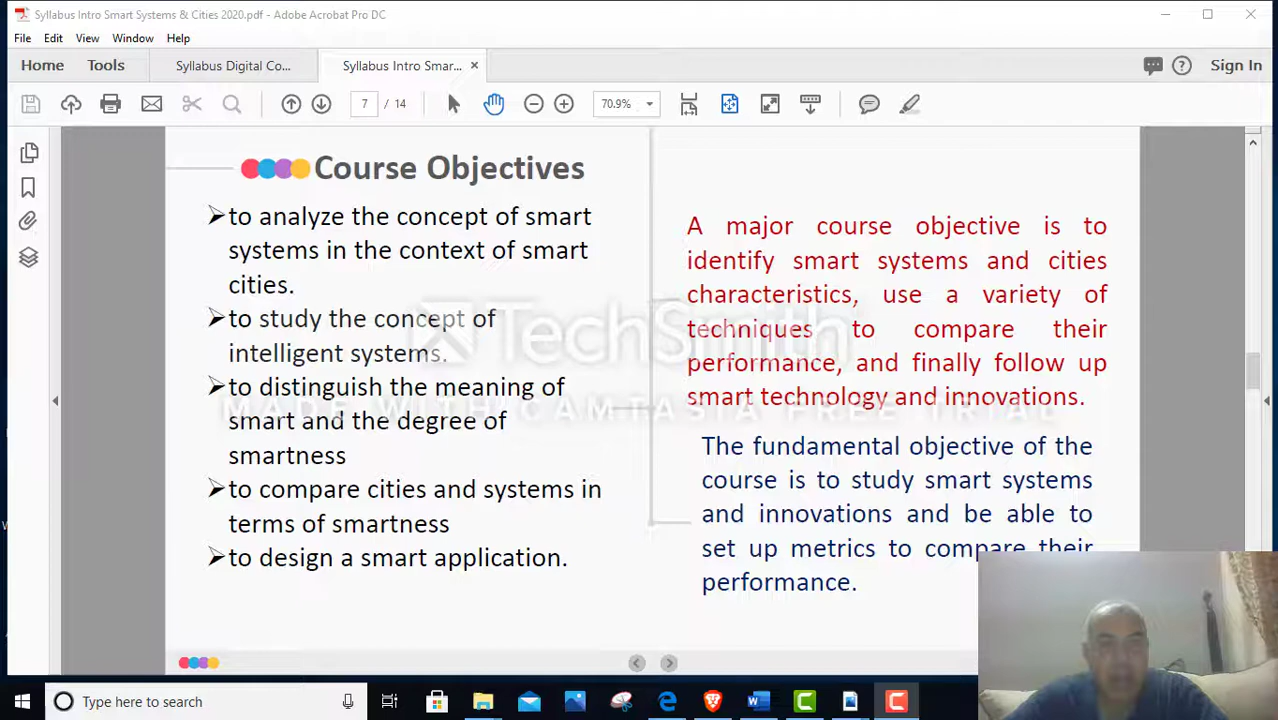 Syllabus Intro Smart Systems & Cities 2020.pdf - Adobe Acrobat Pro DC
File Edit View Window Help
Home Tools Syllabus Digital Co... Syllabus Intro Smar... × Sign In
7 / 14 70.9%
Course Objectives
to analyze the concept of smart
systems in the context of smart
cities.
to study the concept of
intelligent systems.
to distinguish the meaning of
smart and the degree of
smartness
to compare cities and systems in
terms of smartness
to design a smart application.
A major course objective is to
identify smart systems and cities
characteristics, use a variety of
techniques to compare their
performance, and finally follow up
smart technology and innovations.
The fundamental objective of the
course is to study smart systems
and innovations and be able to
set up metrics to compare their
performance.
TechSmith
MADE WITH CAMTASIA FREE TRIAL
Type here to search